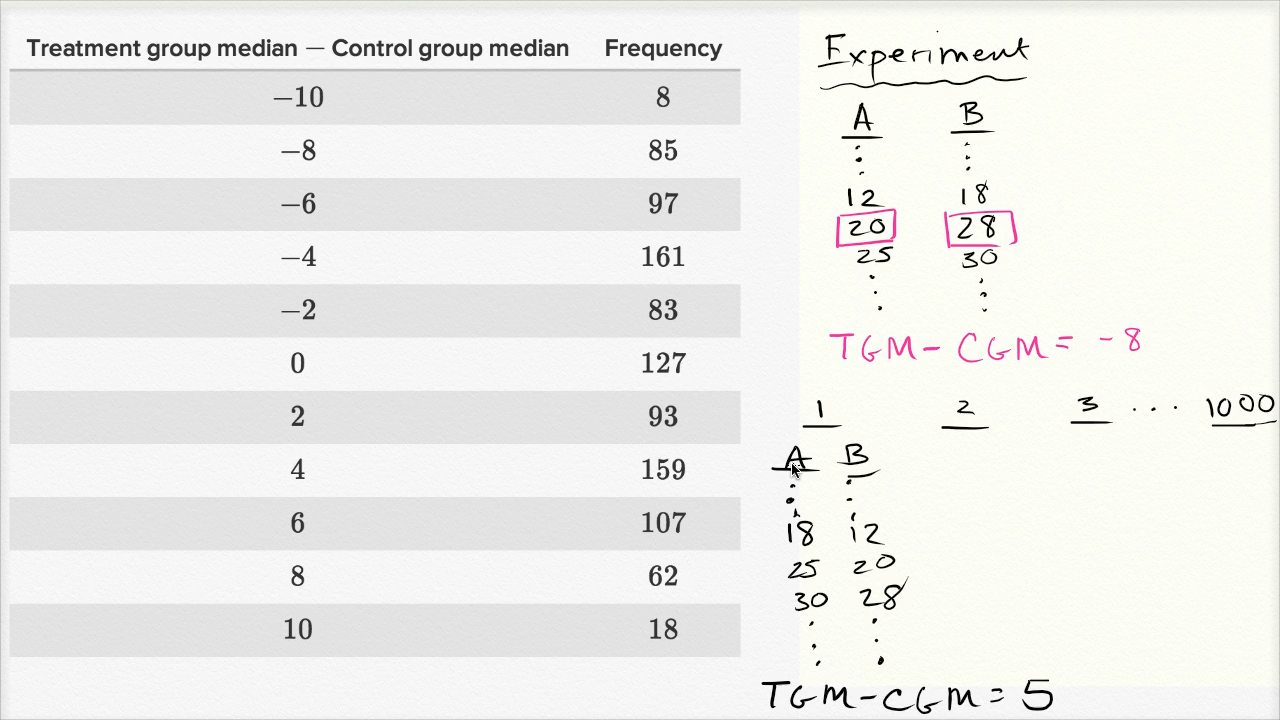 Treatment group median — Control group median Frequency
−10 8
−8 85
−6 97
−4 161
−2 83
0 127
2 93
4 159
6 107
8 62
10 18
Experiment
A B
12 18
20 28
25 30
TGM - CGM = -8
1 2 3 ... 1000
A B
18 12
25 20
30 28
TGM - CGM = 5